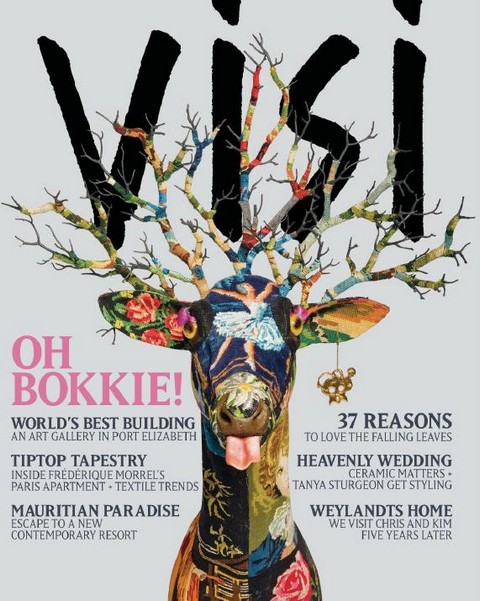 visi
OH
BOKKIE!
WORLD'S BEST BUILDING
AN ART GALLERY IN PORT ELIZABETH
TIPTOP TAPESTRY
INSIDE FRÉDÉRIQUE MORREL'S
PARIS APARTMENT + TEXTILE TRENDS
MAURITIAN PARADISE
ESCAPE TO A NEW
CONTEMPORARY RESORT
37 REASONS
TO LOVE THE FALLING LEAVES
HEAVENLY WEDDING
CERAMIC MATTERS +
TANYA STURGEON GET STYLING
WEYLANDTS HOME
WE VISIT CHRIS AND KIM
FIVE YEARS LATER